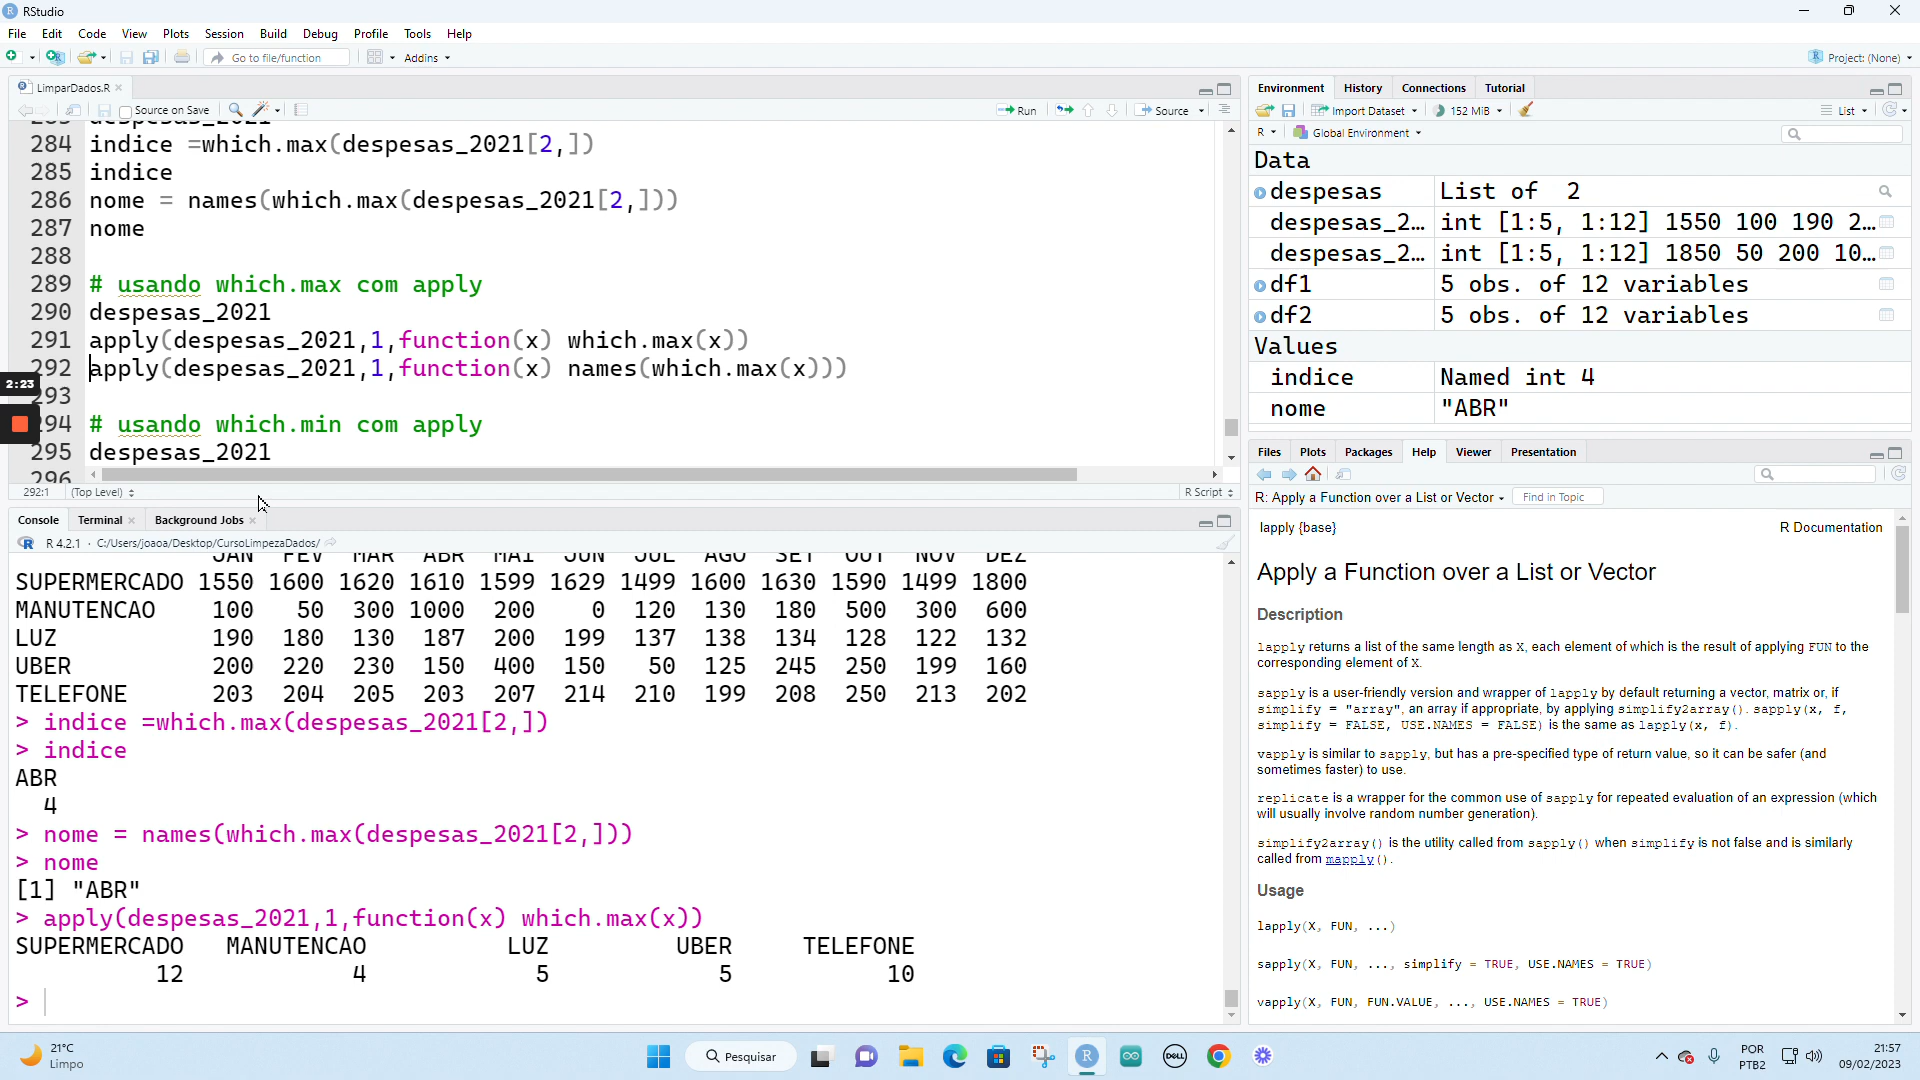 RStudio
File Edit Code View Plots Session Build Debug Profile Tools Help
Go to file/function Addins Project: (None)
LimparDados.R
Source on Save Run Source
284 indice =which.max(despesas_2021[2,])
285 indice
286 nome = names(which.max(despesas_2021[2,]))
287 nome
288
289 # usando which.max com apply
290 despesas_2021
291 apply(despesas_2021,1,function(x) which.max(x))
292 apply(despesas_2021,1,function(x) names(which.max(x)))
2:23
293
294 # usando which.min com apply
295 despesas_2021
296
292:1 (Top Level) R Script
Console Terminal Background Jobs
R 4.2.1 · C:/Users/joaoa/Desktop/CursoLimpezaDados/
JAN FEV MAR ABR MAI JUN JUL AGO SET OUT NOV DEZ
SUPERMERCADO 1550 1600 1620 1610 1599 1629 1499 1600 1630 1590 1499 1800
MANUTENCAO 100 50 300 1000 200 0 120 130 180 500 300 600
LUZ 190 180 130 187 200 199 137 138 134 128 122 132
UBER 200 220 230 150 400 150 50 125 245 250 199 160
TELEFONE 203 204 205 203 207 214 210 199 208 250 213 202
> indice =which.max(despesas_2021[2,])
> indice
ABR
4
> nome = names(which.max(despesas_2021[2,]))
> nome
[1] "ABR"
> apply(despesas_2021,1,function(x) which.max(x))
SUPERMERCADO MANUTENCAO LUZ UBER TELEFONE
12 4 5 5 10
>
Environment History Connections Tutorial
Import Dataset 152 MiB List
R Global Environment
Data
despesas List of 2
despesas_2… int [1:5, 1:12] 1550 100 190 2…
despesas_2… int [1:5, 1:12] 1850 50 200 10…
df1 5 obs. of 12 variables
df2 5 obs. of 12 variables
Values
indice Named int 4
nome "ABR"
Files Plots Packages Help Viewer Presentation
R: Apply a Function over a List or Vector Find in Topic
lapply {base} R Documentation
Apply a Function over a List or Vector
Description
lapply returns a list of the same length as X, each element of which is the result of applying FUN to the
corresponding element of X.
sapply is a user-friendly version and wrapper of lapply by default returning a vector, matrix or, if
simplify = "array", an array if appropriate, by applying simplify2array(). sapply(x, f,
simplify = FALSE, USE.NAMES = FALSE) is the same as lapply(x, f).
vapply is similar to sapply, but has a pre-specified type of return value, so it can be safer (and
sometimes faster) to use.
replicate is a wrapper for the common use of sapply for repeated evaluation of an expression (which
will usually involve random number generation).
simplify2array() is the utility called from sapply() when simplify is not false and is similarly
called from mapply().
Usage
lapply(X, FUN, ...)
sapply(X, FUN, ..., simplify = TRUE, USE.NAMES = TRUE)
vapply(X, FUN, FUN.VALUE, ..., USE.NAMES = TRUE)
21°C
Limpo
Pesquisar
DELL
POR
PTB2
21:57
09/02/2023